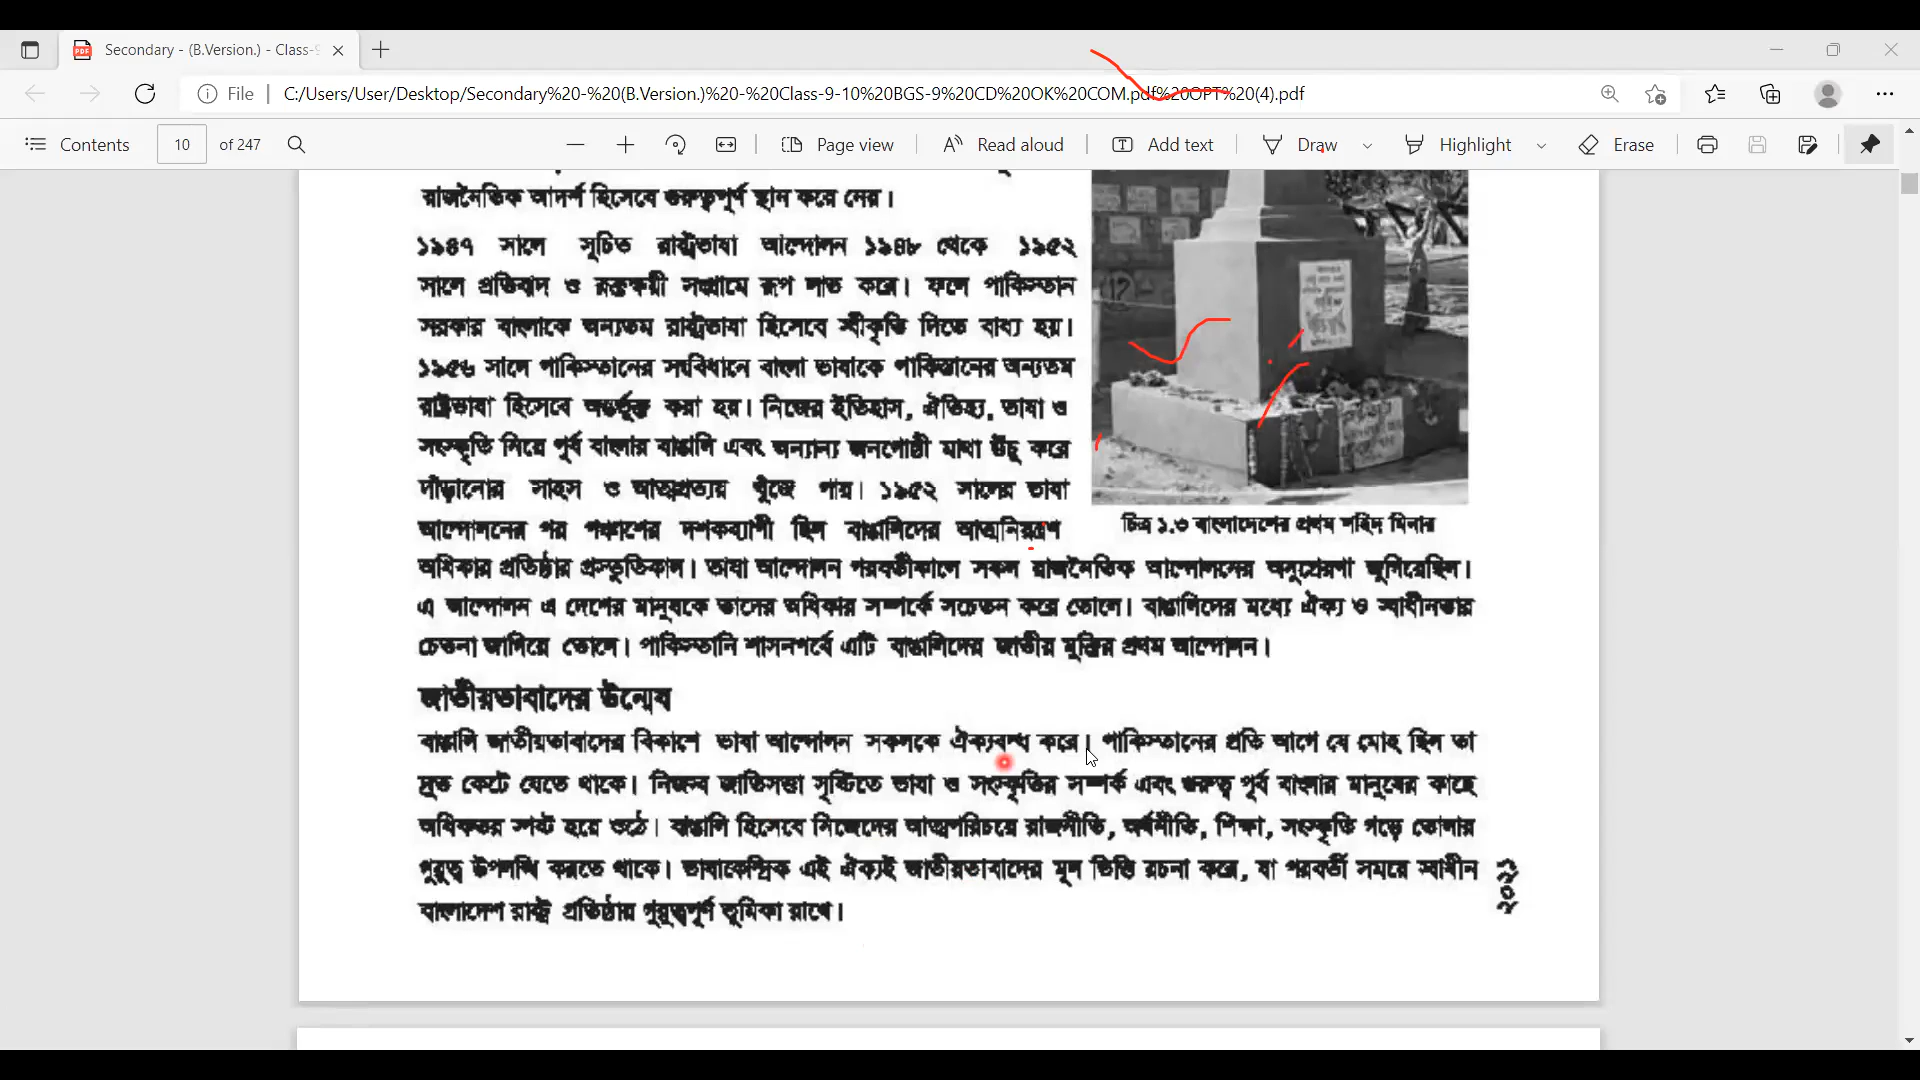 Secondary - (B.Version.) - Class-9
File
C:/Users/User/Desktop/Secondary%20-%20(B.Version.)%20-%20Class-9-10%20BGS-9%20CD%20OK%20COM.pdf%20OPT%20(4).pdf
Contents
10 of 247
Page view
Read aloud
Add text
Draw
Highlight
Erase
রাজনৈতিক আদর্শ হিসেবে গুরুত্বপূর্ণ স্থান করে নেয়।
১৯৪৭ সালে সূচিত রাষ্ট্রভাষা আন্দোলন ১৯৪৮ থেকে ১৯৫২
সালে প্রতিবাদ ও রক্তক্ষয়ী সংগ্রামে রূপ লাভ করে। ফলে পাকিস্তান
সরকার বাংলাকে অন্যতম রাষ্ট্রভাষা হিসেবে স্বীকৃতি দিতে বাধ্য হয়।
১৯৫৬ সালে পাকিস্তানের সংবিধানে বাংলা ভাষাকে পাকিস্তানের অন্যতম
রাষ্ট্রভাষা হিসেবে অন্তর্ভুক্ত করা হয়। নিজের ইতিহাস, ঐতিহ্য, ভাষা ও
সংস্কৃতি নিয়ে পূর্ব বাংলার বাঙালি এবং অন্যান্য জনগোষ্ঠী মাথা উঁচু করে
দাঁড়ানোর সাহস ও আত্মপ্রত্যয় খুঁজে পায়। ১৯৫২ সালের ভাষা
আন্দোলনের পর পঞ্চাশের দশকব্যাপী ছিল বাঙালিদের আত্মনিয়ন্ত্রণ
চিত্র ১.৩ বাংলাদেশের প্রথম শহিদ মিনার
অধিকার প্রতিষ্ঠার প্রস্তুতিকাল। ভাষা আন্দোলন পরবর্তীকালে সকল রাজনৈতিক আন্দোলনের অনুপ্রেরণা জুগিয়েছিল।
এ আন্দোলন এ দেশের মানুষকে তাদের অধিকার সম্পর্কে সচেতন করে তোলে। বাঙালিদের মধ্যে ঐক্য ও স্বাধীনতার
চেতনা জাগিয়ে তোলে। পাকিস্তানি শাসনপর্বে এটি বাঙালিদের জাতীয় মুক্তির প্রথম আন্দোলন।
জাতীয়তাবাদের উন্মেষ
বাঙালি জাতীয়তাবাদের বিকাশে ভাষা আন্দোলন সকলকে ঐক্যবদ্ধ করে। পাকিস্তানের প্রতি আগে যে মোহ ছিল তা
দ্রুত কেটে যেতে থাকে। নিজস্ব জাতিসত্তা সৃষ্টিতে ভাষা ও সংস্কৃতির সম্পর্ক এবং গুরুত্ব পূর্ব বাংলার মানুষের কাছে
অধিকতর স্পষ্ট হয়ে ওঠে। বাঙালি হিসেবে নিজেদের আত্মপরিচয়ে রাজনীতি, অর্থনীতি, শিক্ষা, সংস্কৃতি গড়ে তোলার
গুরুত্ব উপলব্ধি করতে থাকে। ভাষাকেন্দ্রিক এই ঐক্যই জাতীয়তাবাদের মূল ভিত্তি রচনা করে, যা পরবর্তী সময়ে স্বাধীন
বাংলাদেশ রাষ্ট্র প্রতিষ্ঠায় গুরুত্বপূর্ণ ভূমিকা রাখে।